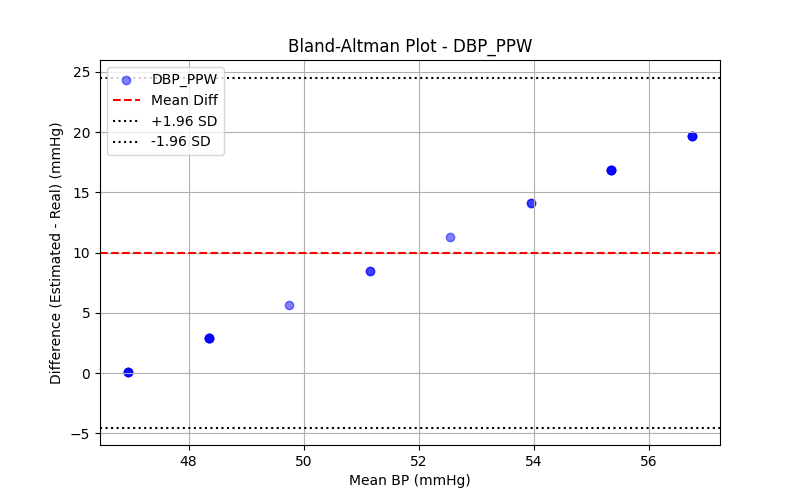 Bland-Altman Plot - DBP_PPW
25
20
15
10
5
0
−5
Difference (Estimated - Real) (mmHg)
DBP_PPW
Mean Diff
+1.96 SD
-1.96 SD
48
50
52
54
56
Mean BP (mmHg)